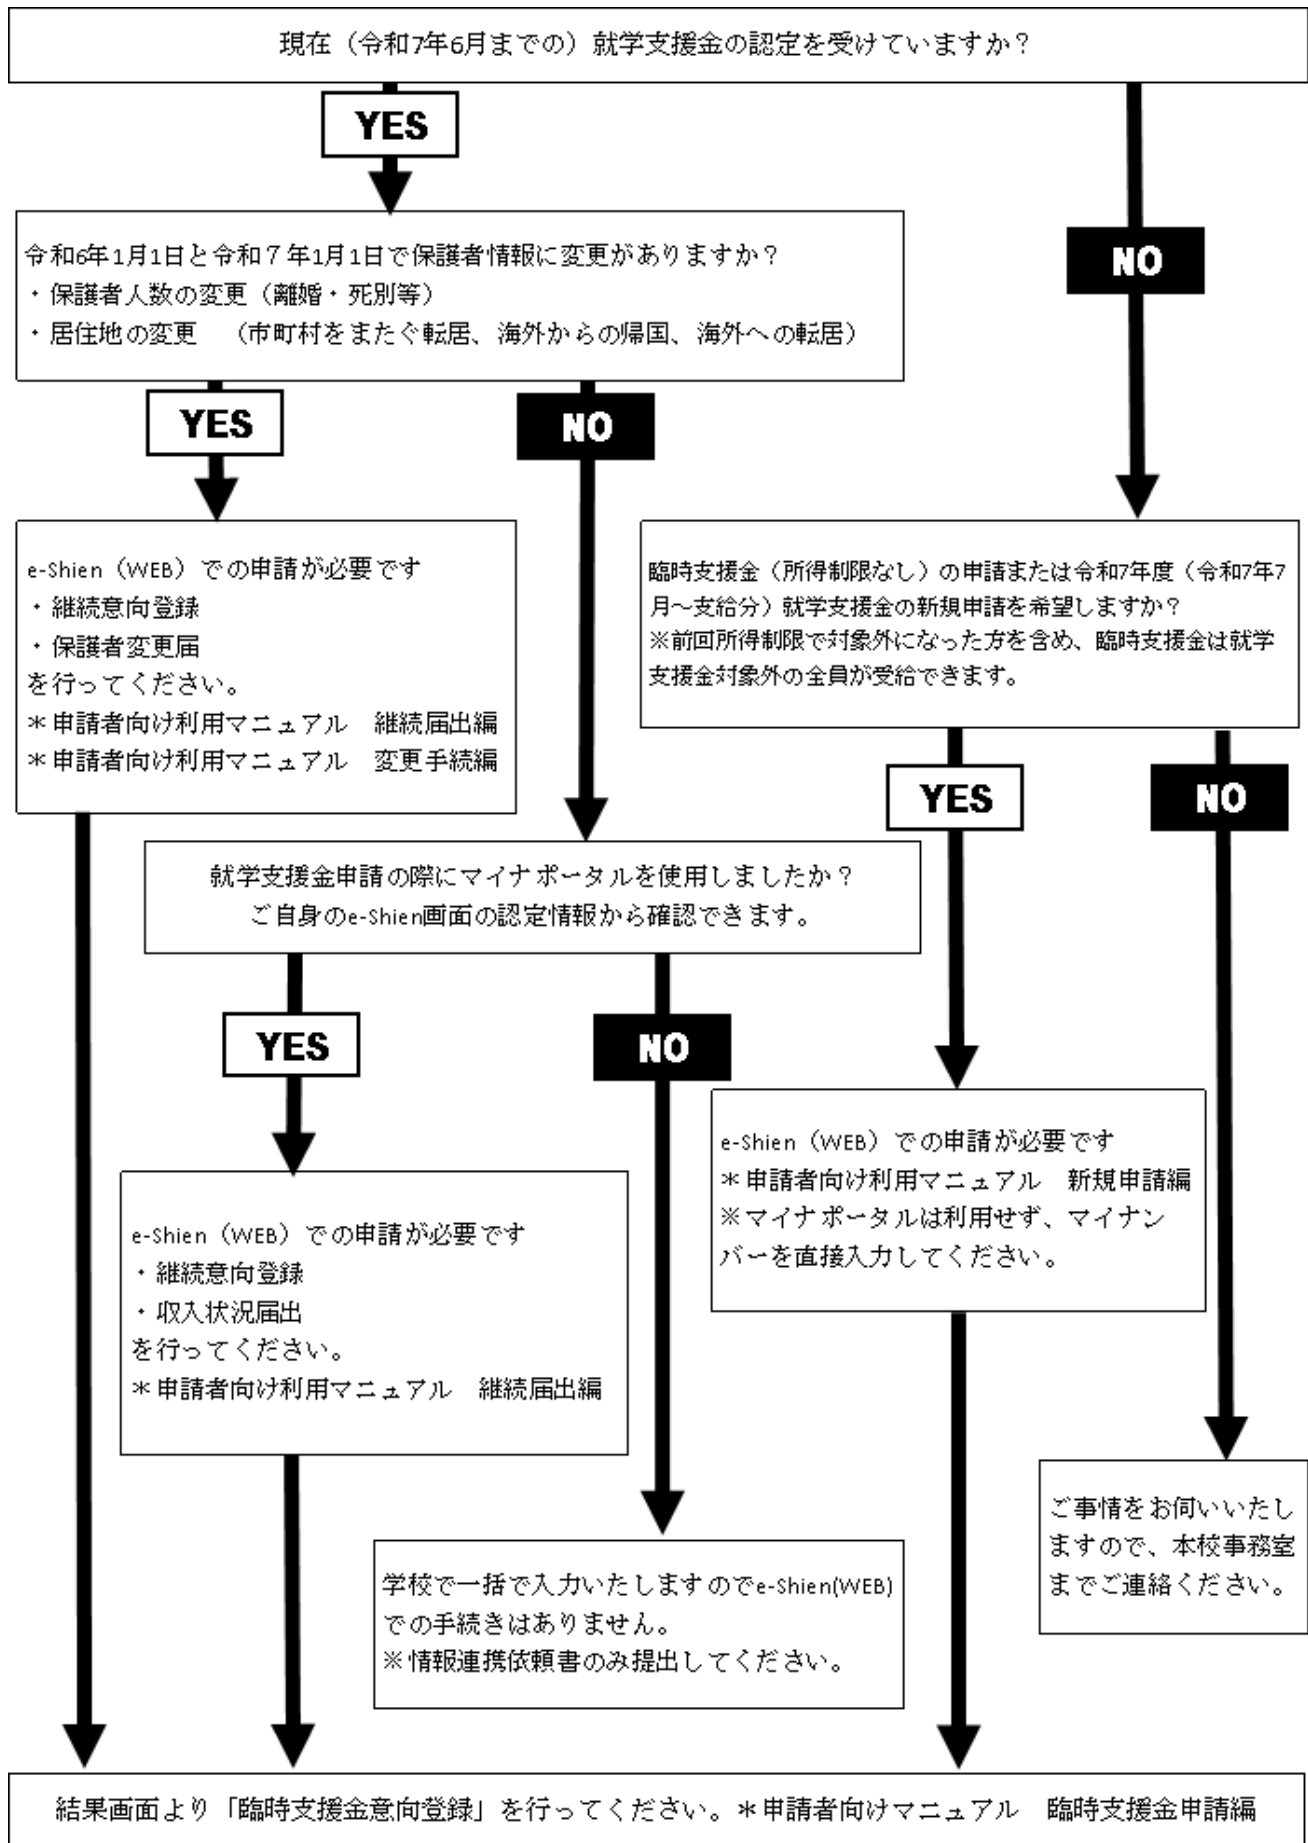 現在（令和7年6月までの）就学支援金の認定を受けていますか？
YES
NO
令和6年1月1日と令和７年1月1日で保護者情報に変更がありますか？
・保護者人数の変更（離婚・死別等）
・居住地の変更　（市町村をまたぐ転居、海外からの帰国、海外への転居）
YES
NO
e-Shien（WEB）での申請が必要です
・継続意向登録
・保護者変更届
を行ってください。
＊申請者向け利用マニュアル　継続届出編
＊申請者向け利用マニュアル　変更手続編
臨時支援金（所得制限なし）の申請または令和7年度（令和7年7
月～支給分）就学支援金の新規申請を希望しますか？
※前回所得制限で対象外になった方を含め、臨時支援金は就学
支援金対象外の全員が受給できます。
YES
NO
就学支援金申請の際にマイナポータルを使用しましたか？
ご自身のe-Shien画面の認定情報から確認できます。
YES
NO
e-Shien（WEB）での申請が必要です
＊申請者向け利用マニュアル　新規申請編
※マイナポータルは利用せず、マイナン
バーを直接入力してください。
e-Shien（WEB）での申請が必要です
・継続意向登録
・収入状況届出
を行ってください。
＊申請者向け利用マニュアル　継続届出編
ご事情をお伺いいたし
ますので、本校事務室
までご連絡ください。
学校で一括で入力いたしますのでe-Shien(WEB)
での手続きはありません。
※情報連携依頼書のみ提出してください。
結果画面より「臨時支援金意向登録」を行ってください。＊申請者向けマニュアル　臨時支援金申請編